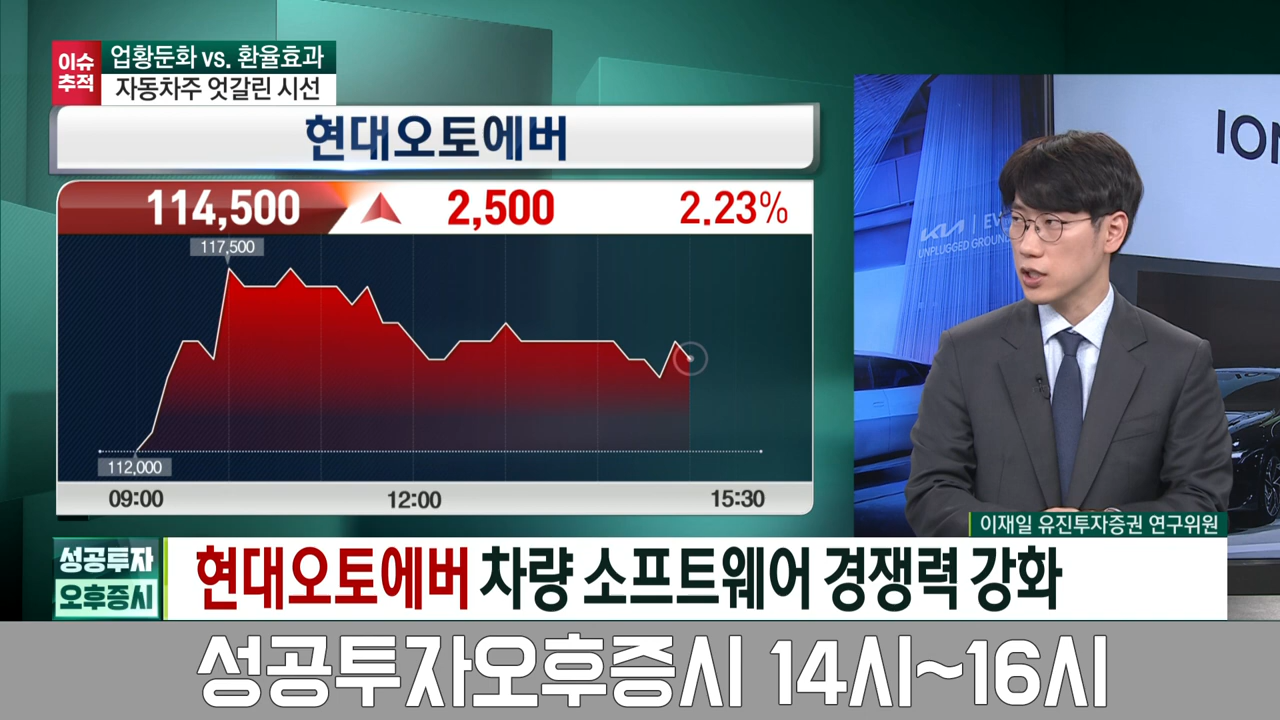 이슈
추적
업황둔화 vs. 환율효과
자동차주 엇갈린 시선
현대오토에버
114,500 ▲ 2,500 2.23%
117,500
112,000
09:00 12:00 15:30
KIA | EV
UNPLUGGED GROUND
ION
이재일 유진투자증권 연구위원
성공투자
오후증시
현대오토에버 차량 소프트웨어 경쟁력 강화
성공투자오후증시 14시~16시